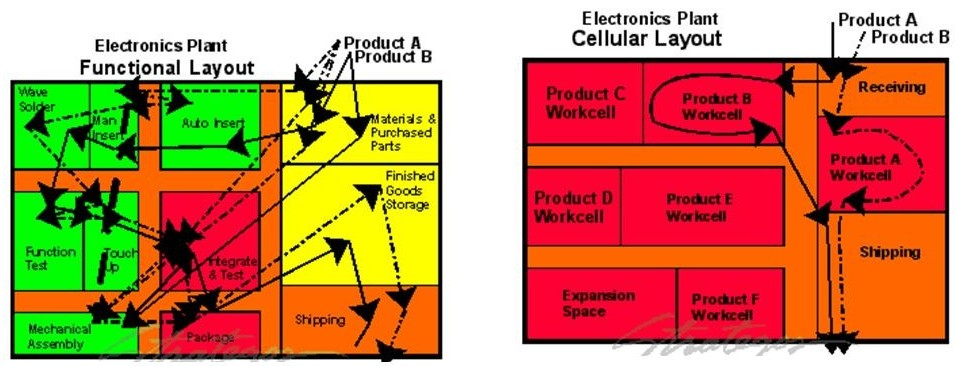 Electronics Plant
Functional Layout
Product A
Product B
Wave
Solder
Man
Insert
Auto Insert
Materials &
Purchased
Parts
Finished
Goods
Storage
Function
Test
Touch
Up
Integrate
& Test
Mechanical
Assembly
Package
Shipping
Strategos
Electronics Plant
Cellular Layout
Product A
Product B
Product C
Workcell
Product B
Workcell
Receiving
Product A
Workcell
Product D
Workcell
Product E
Workcell
Shipping
Expansion
Space
Product F
Workcell
Strategos